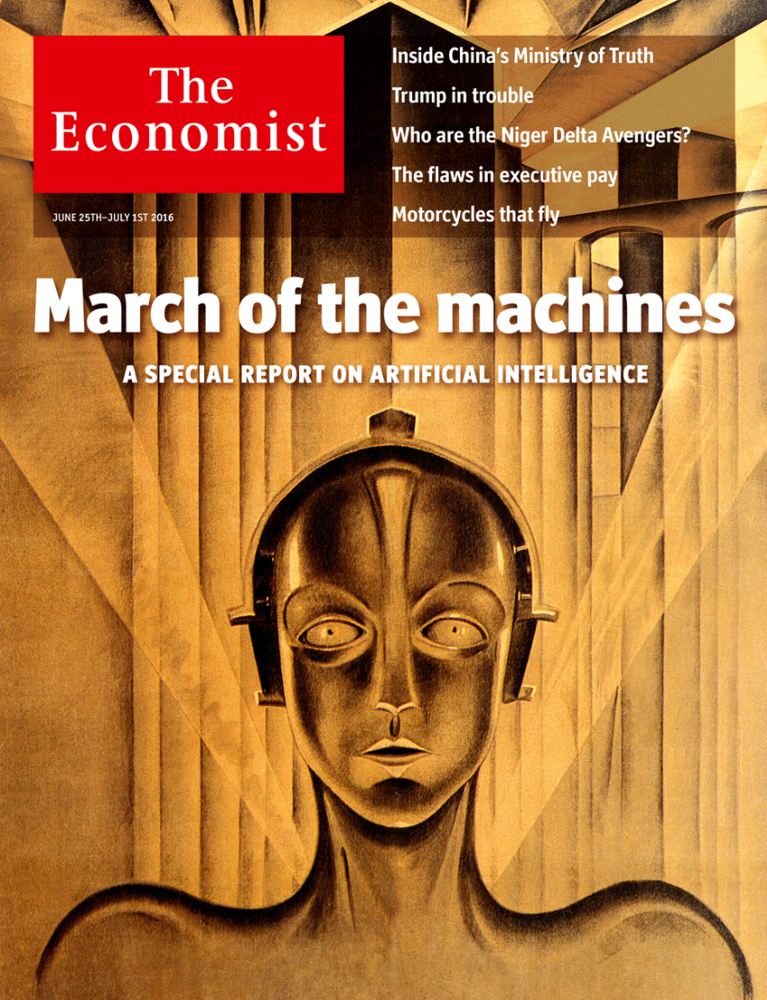 The
Economist
JUNE 25TH–JULY 1ST 2016
Inside China's Ministry of Truth
Trump in trouble
Who are the Niger Delta Avengers?
The flaws in executive pay
Motorcycles that fly
March of the machines
A SPECIAL REPORT ON ARTIFICIAL INTELLIGENCE